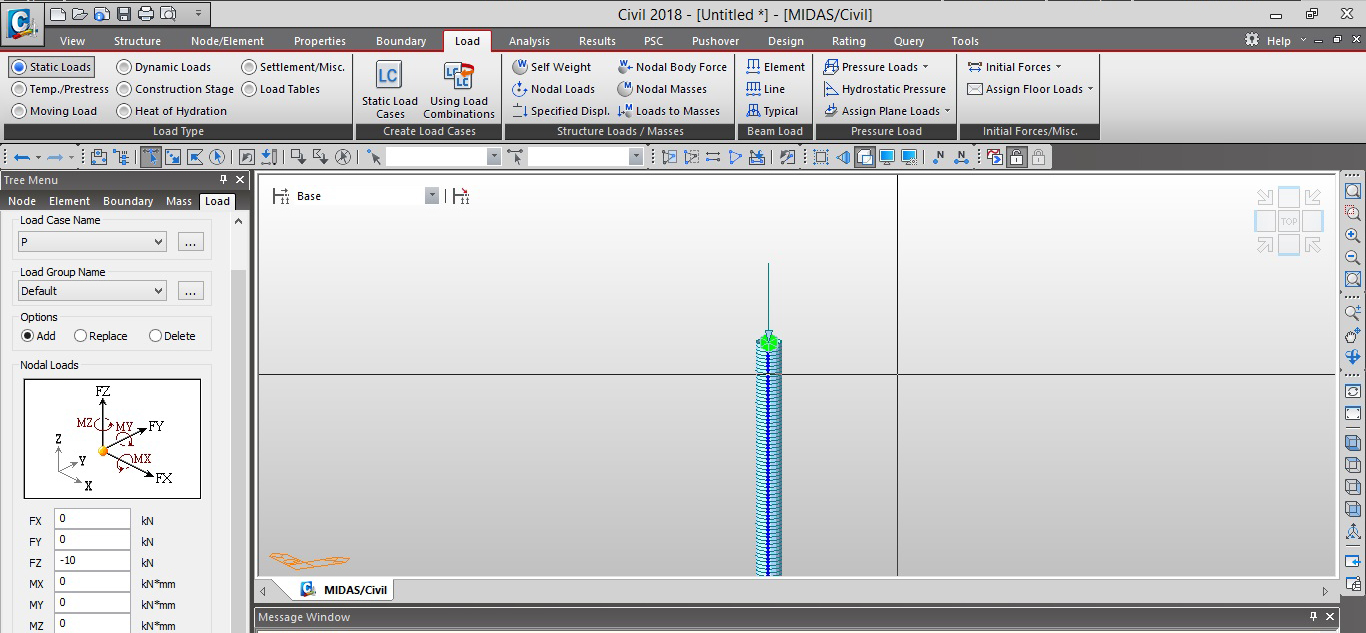 Civil 2018 - [Untitled *] - [MIDAS/Civil]
View Structure Node/Element Properties Boundary Load Analysis Results PSC Pushover Design Rating Query Tools Help
Static Loads Dynamic Loads Settlement/Misc.
Temp./Prestress Construction Stage Load Tables
Moving Load Heat of Hydration
Load Type
LC
Static Load
Cases
LC
LC
Using Load
Combinations
Create Load Cases
Self Weight Nodal Body Force
Nodal Loads Nodal Masses
Specified Displ. Loads to Masses
Structure Loads / Masses
Element
Line
Typical
Beam Load
Pressure Loads
Hydrostatic Pressure
Assign Plane Loads
Pressure Load
Initial Forces
Assign Floor Loads
Initial Forces/Misc.
N N
Tree Menu
Node Element Boundary Mass Load
Load Case Name
P ...
Load Group Name
Default ...
Options
Add Replace Delete
Nodal Loads
FZ
MZ MY FY
Z
Y MX
X FX
FX 0 kN
FY 0 kN
FZ -10 kN
MX 0 kN*mm
MY 0 kN*mm
MZ 0 kN*mm
Base
TOP
MIDAS/Civil
Message Window